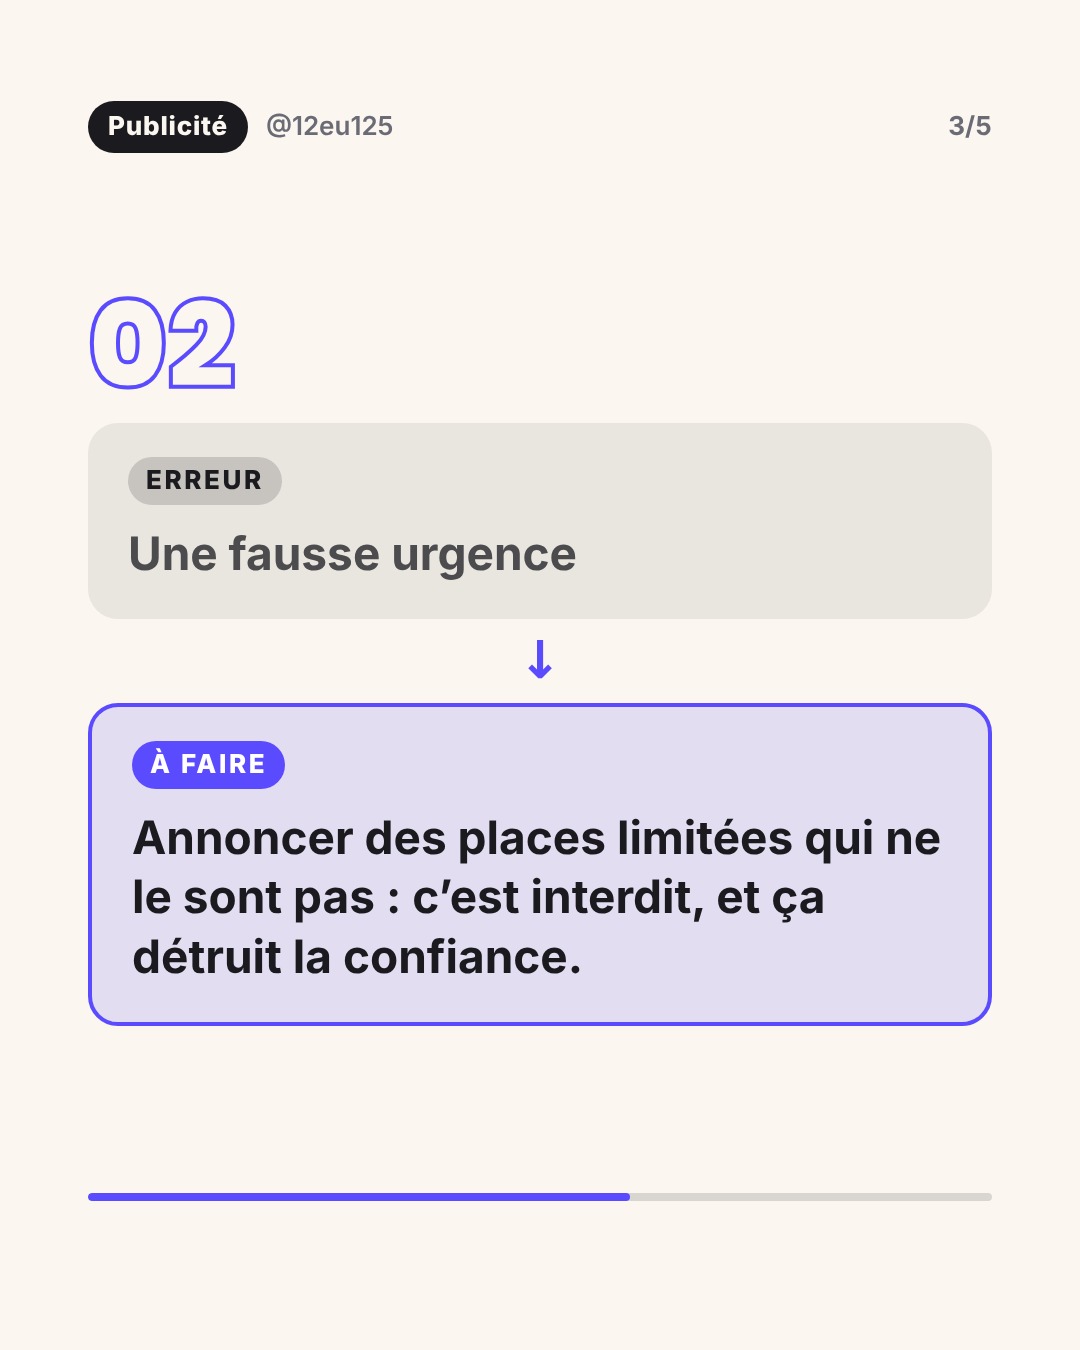 Publicité @12eu125 3/5
02
ERREUR
Une fausse urgence
↓
À FAIRE
Annoncer des places limitées qui ne
le sont pas : c’est interdit, et ça
détruit la confiance.